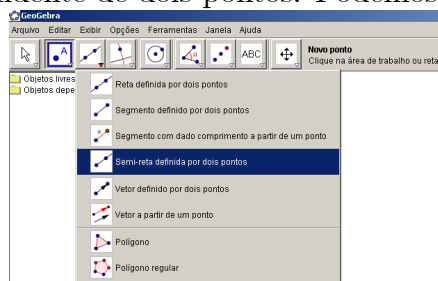 de dois pontos. Podemos
GeoGebra
Arquivo Editar Exibir Opções Ferramentas Janela Ajuda
A
ABC
Novo ponto
Clique na área de trabalho ou reta
Objetos livres
Objetos depe
Reta definida por dois pontos
Segmento definido por dois pontos
Segmento com dado comprimento a partir de um ponto
Semi-reta definida por dois pontos
Vetor definido por dois pontos
Vetor a partir de um ponto
Polígono
Polígono regular